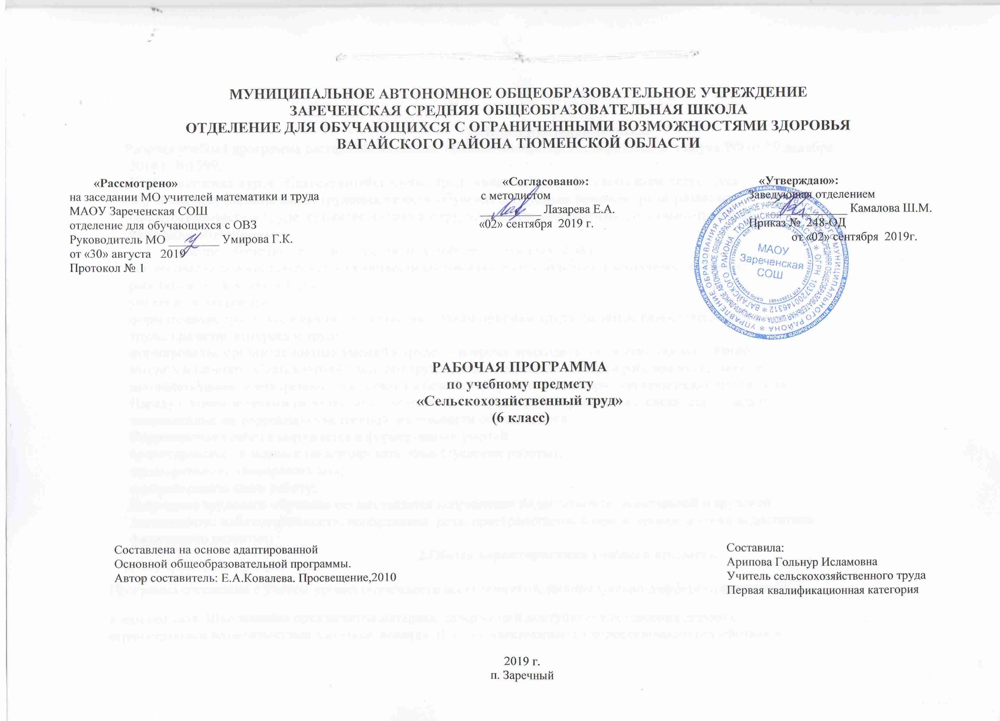 МУНИЦИПАЛЬНОЕ АВТОНОМНОЕ ОБЩЕОБРАЗОВАТЕЛЬНОЕ УЧРЕЖДЕНИЕ
ЗАРЕЧЕНСКАЯ СРЕДНЯЯ ОБЩЕОБРАЗОВАТЕЛЬНАЯ ШКОЛА
ОТДЕЛЕНИЕ ДЛЯ ОБУЧАЮЩИХСЯ С ОГРАНИЧЕННЫМИ ВОЗМОЖНОСТЯМИ ЗДОРОВЬЯ
ВАГАЙСКОГО РАЙОНА ТЮМЕНСКОЙ ОБЛАСТИ
«Рассмотрено»
на заседании МО учителей математики и труда
МАОУ Зареченская СОШ
отделение для обучающихся с ОВЗ
Руководитель МО ________ Умирова Г.К.
от «30» августа 2019
Протокол № 1
«Согласовано»:
с методистом
__________ Лазарева Е.А.
«02» сентября 2019 г.
«Утверждаю»:
Заведующая отделением
____________ Камалова Ш.М.
Приказ № 248-ОД
от «02» сентября 2019г.
МАОУ
Зареченская
СОШ
РАБОЧАЯ ПРОГРАММА
по учебному предмету
«Сельскохозяйственный труд»
(6 класс)
Составлена на основе адаптированной
Основной общеобразовательной программы.
Автор составитель: Е.А.Ковалева. Просвещение,2010
Составила:
Арипова Гольнур Исламовна
Учитель сельскохозяйственного труда
Первая квалификационная категория
2019 г.
п. Заречный